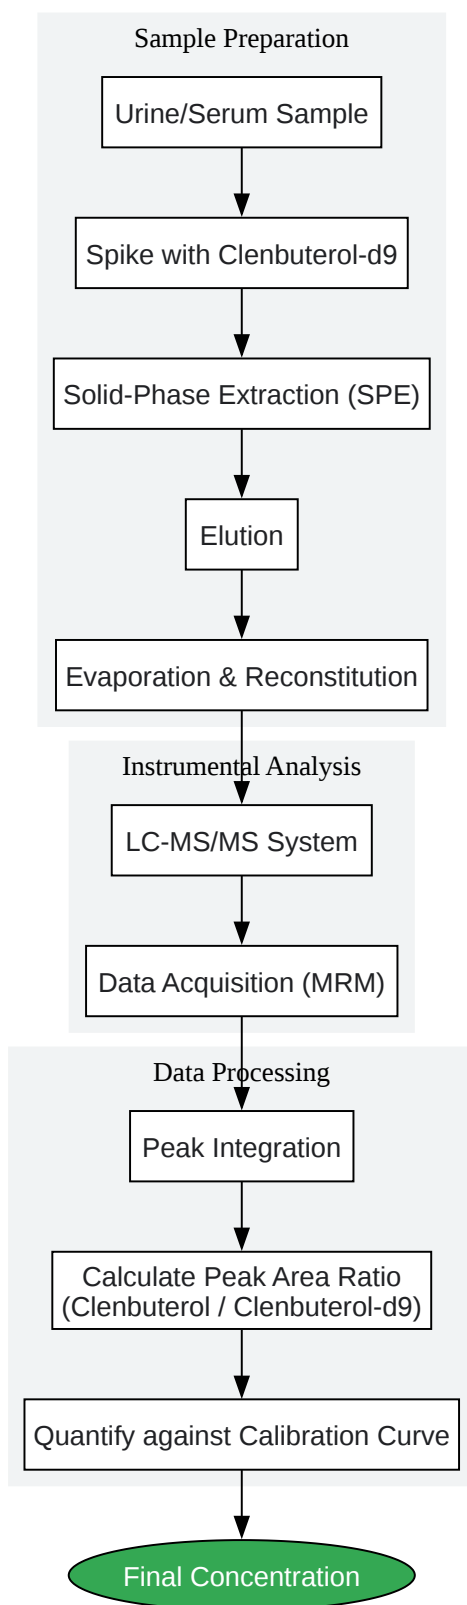 Sample Preparation
Urine/Serum Sample
Spike with Clenbuterol-d9
Solid-Phase Extraction (SPE)
Elution
Evaporation & Reconstitution
Instrumental Analysis
LC-MS/MS System
Data Acquisition (MRM)
Data Processing
Peak Integration
Calculate Peak Area Ratio
(Clenbuterol / Clenbuterol-d9)
Quantify against Calibration Curve
Final Concentration